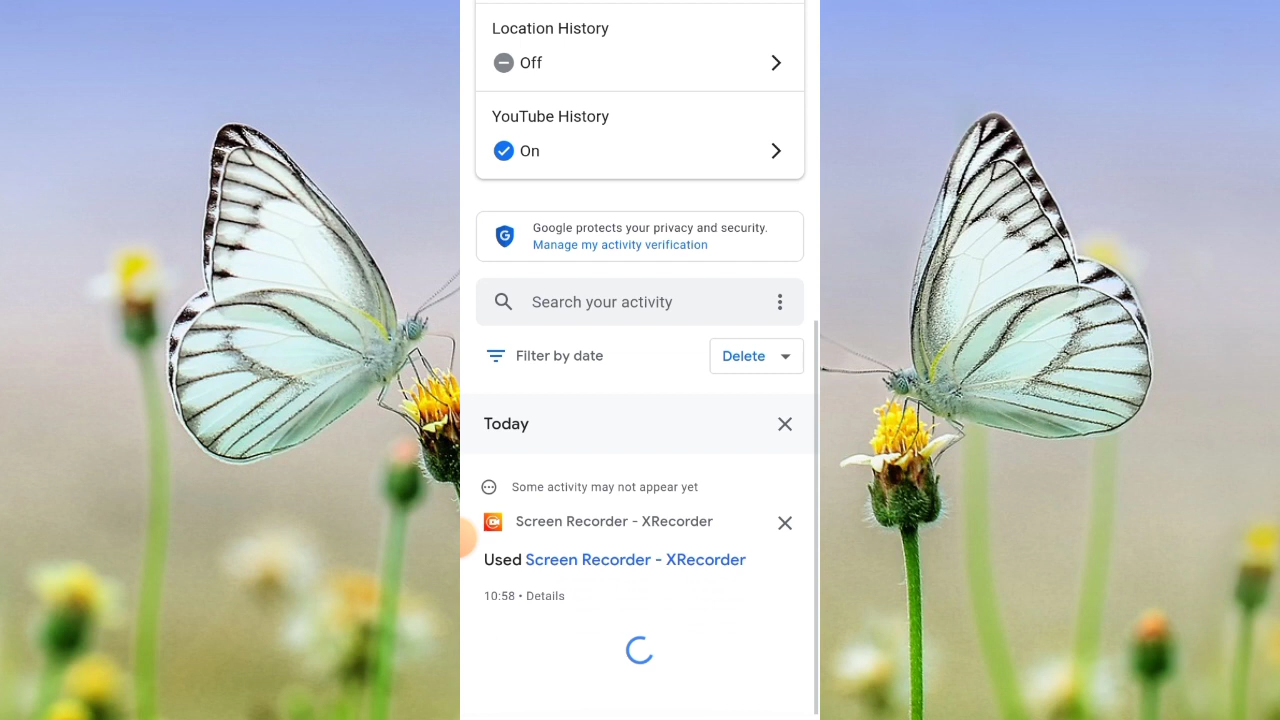 Location History
Off
YouTube History
On
Google protects your privacy and security.
Manage my activity verification
Search your activity
Filter by date
Delete
Today
Some activity may not appear yet
Screen Recorder - XRecorder
Used Screen Recorder - XRecorder
10:58 • Details